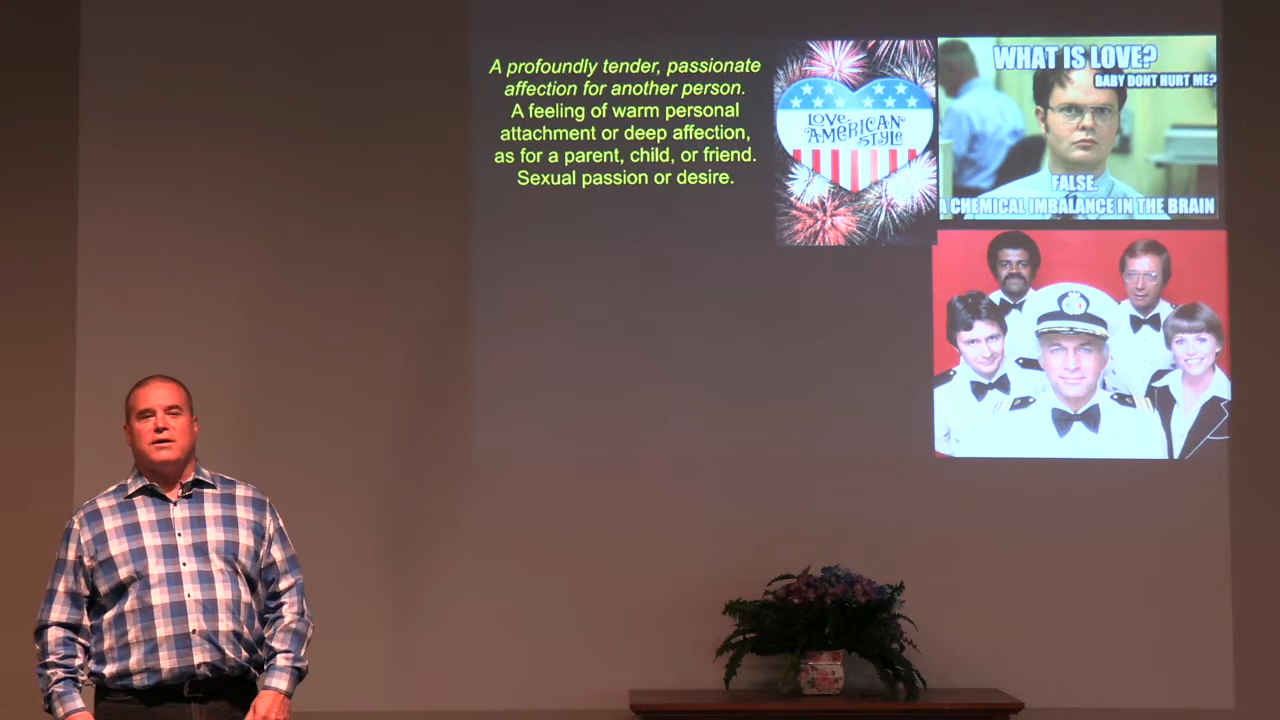 A profoundly tender, passionate
affection for another person.
A feeling of warm personal
attachment or deep affection,
as for a parent, child, or friend.
Sexual passion or desire.
LOVE
AMERICAN
STYLE
WHAT IS LOVE?
BABY DONT HURT ME?
FALSE.
A CHEMICAL IMBALANCE IN THE BRAIN